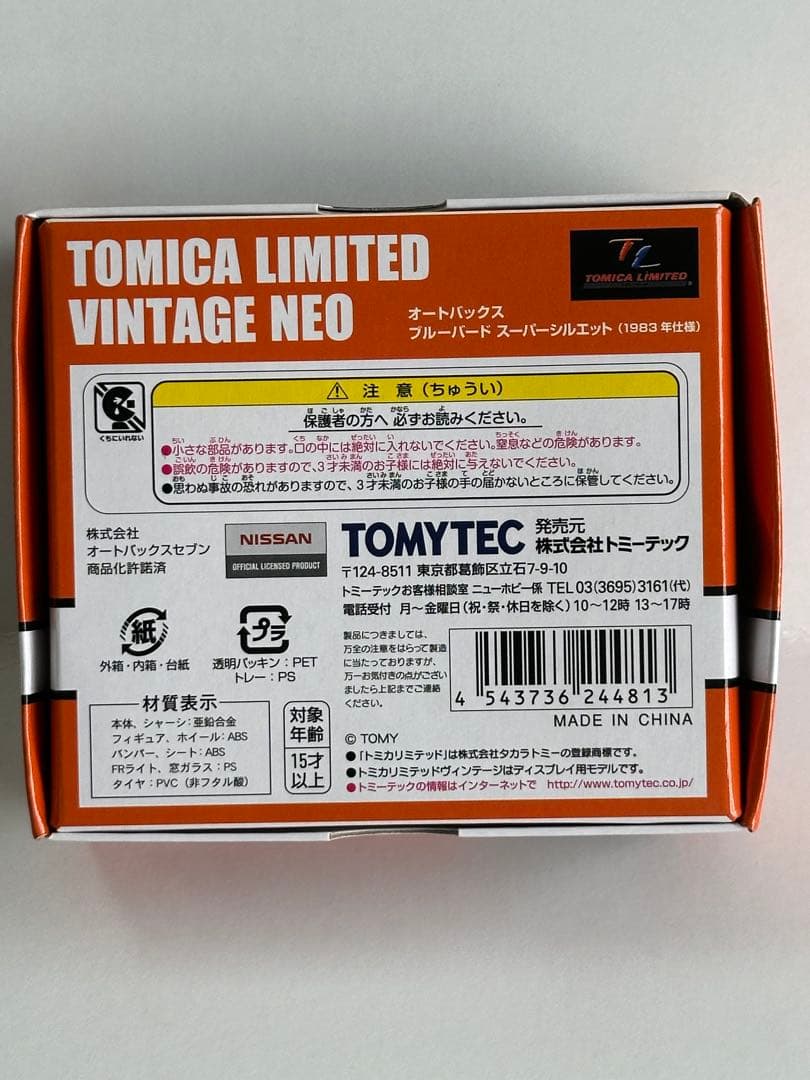 TOMICA LIMITED
VINTAGE NEO
TL
TOMICA LIMITED
オートバックス
ブルーバード スーパーシルエット（1983年仕様）
くちにいれない
⚠ 注 意（ちゅうい）
保護者の方へ 必ずお読みください。
●小さな部品があります。口の中には絶対に入れないでください。窒息などの危険があります。
●誤飲の危険がありますので、3才未満のお子様には絶対に与えないでください。
●思わぬ事故の恐れがありますので、3才未満のお子様の手の届かないところに保管してください。
株式会社
オートバックスセブン
商品化許諾済
NISSAN
OFFICIAL LICENSED PRODUCT
TOMYTEC 発売元 株式会社トミーテック
〒124-8511 東京都葛飾区立石7-9-10
トミーテックお客様相談室 ニューホビー係 TEL 03(3695)3161(代)
電話受付 月～金曜日(祝・祭・休日を除く)10～12時 13～17時
紙
外箱・内箱・台紙
プラ
透明パッキン：PET
トレー：PS
製品につきましては、
万全の注意をはらって製造
に当たっておりますが、
万一お気付きの点がござい
ましたら上記までご連絡
ください。
4 543736 244813
MADE IN CHINA
材質表示
本体、シャーシ：亜鉛合金
フィギュア、ホイール：ABS
バンパー、シート：ABS
FRライト、窓ガラス：PS
タイヤ：PVC（非フタル酸）
対象
年齢
15才
以上
© TOMY
●「トミカリミテッド」は株式会社タカラトミーの登録商標です。
●トミカリミテッドヴィンテージはディスプレイ用モデルです。
●トミーテックの情報はインターネットで http://www.tomytec.co.jp/